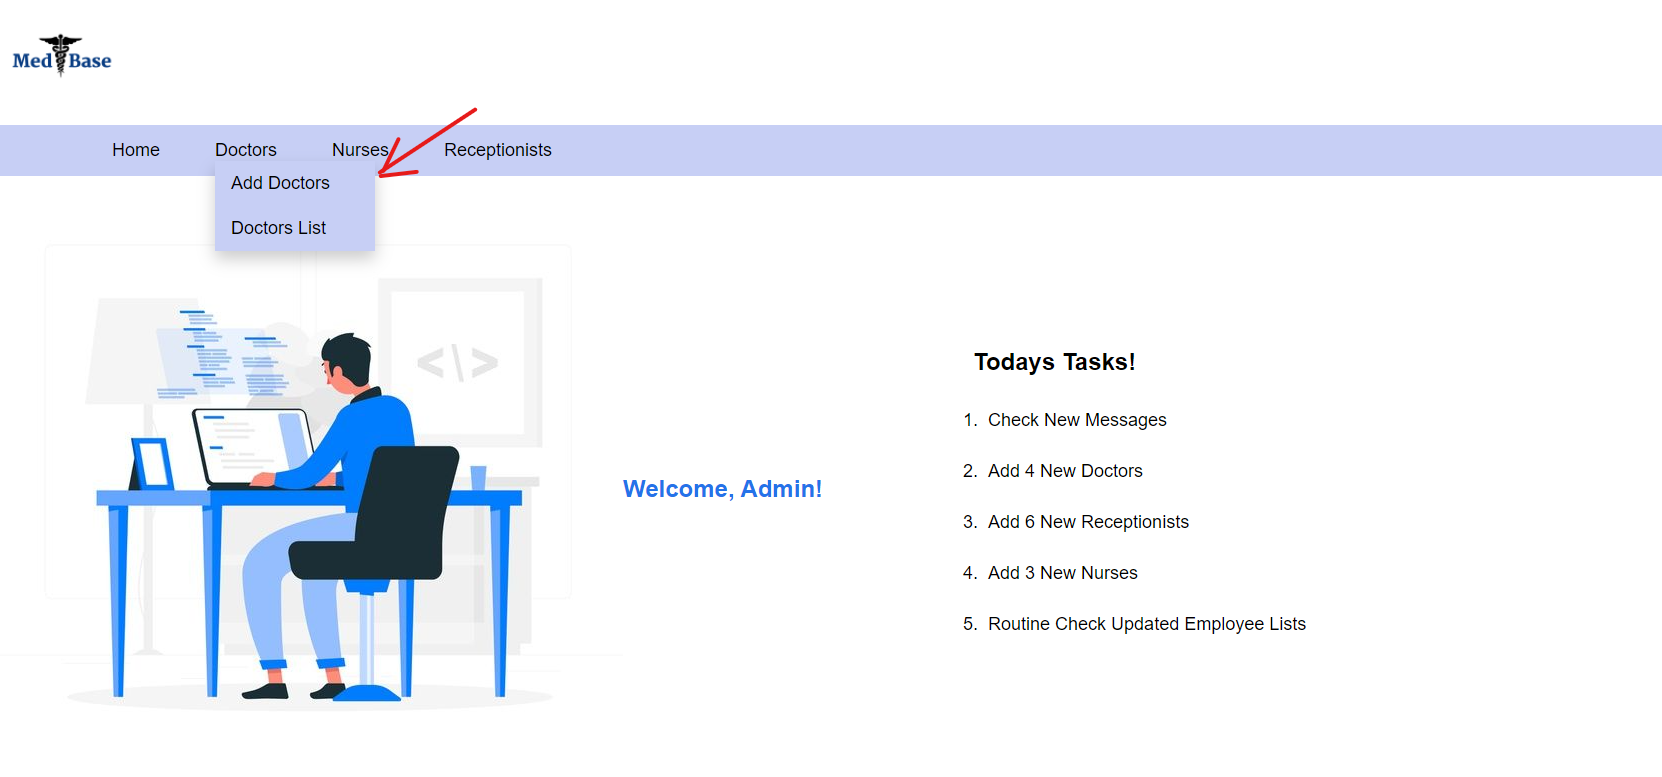 Med Base
Home Doctors Nurses Receptionists
Add Doctors
Doctors List
<\>
Welcome, Admin!
Todays Tasks!
1. Check New Messages
2. Add 4 New Doctors
3. Add 6 New Receptionists
4. Add 3 New Nurses
5. Routine Check Updated Employee Lists